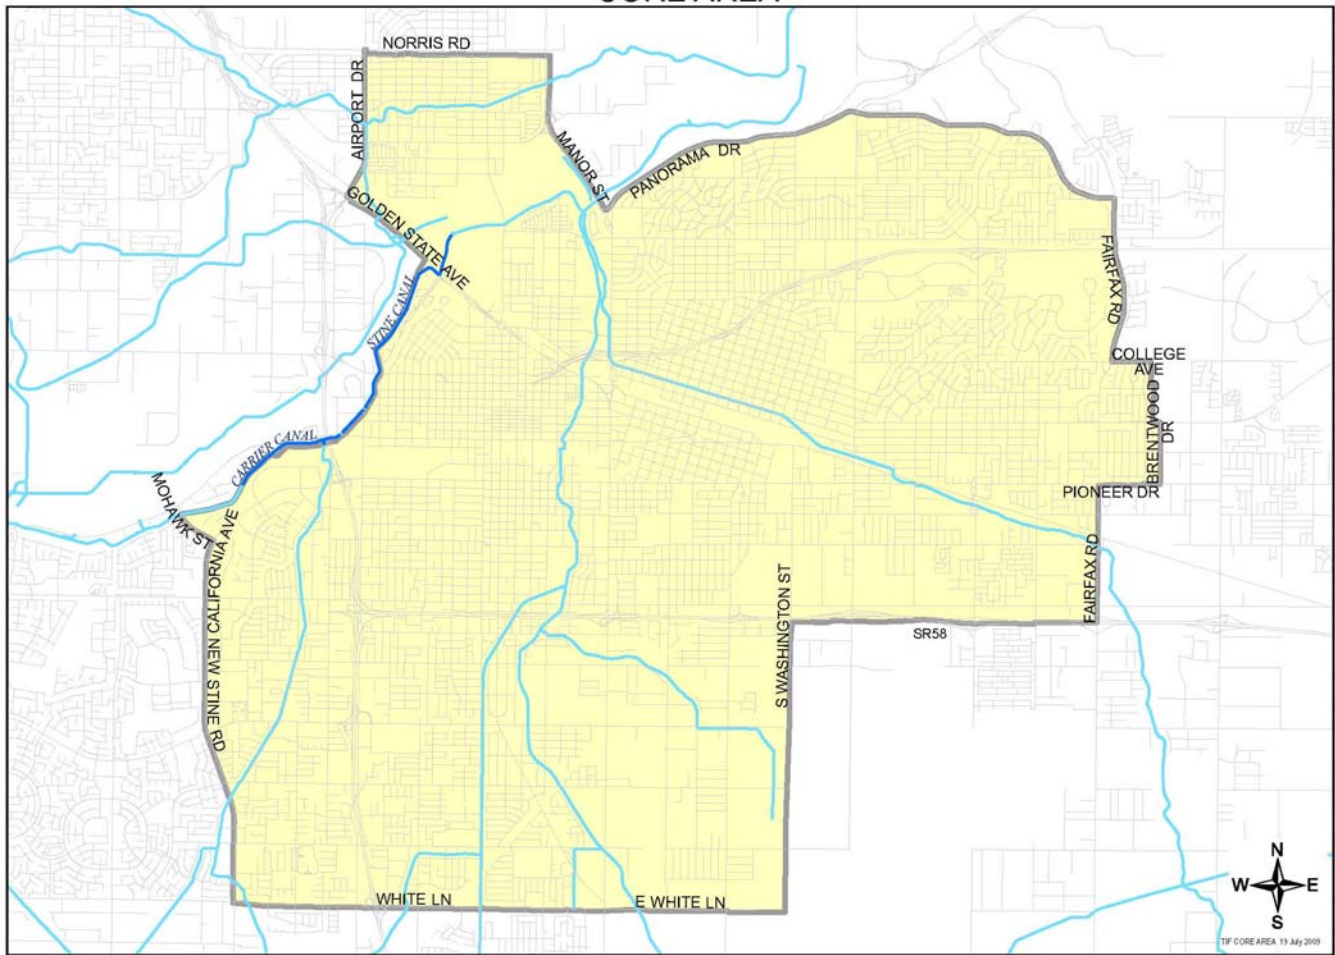 CORE AREA
NORRIS RD
AIRPORT DR
MANOR ST
PANORAMA DR
GOLDEN STATE AVE
FAIRFAX RD
STINE CANAL
COLLEGE
AVE
BRENTWOOD
DR
CARRIER CANAL
MOHAWK ST
PIONEER DR
CALIFORNIA AVE
NEW STINE RD
FAIRFAX RD
S WASHINGTON ST
SR58
WHITE LN
E WHITE LN
N
W E
S
TIF CORE AREA 19 July 2009